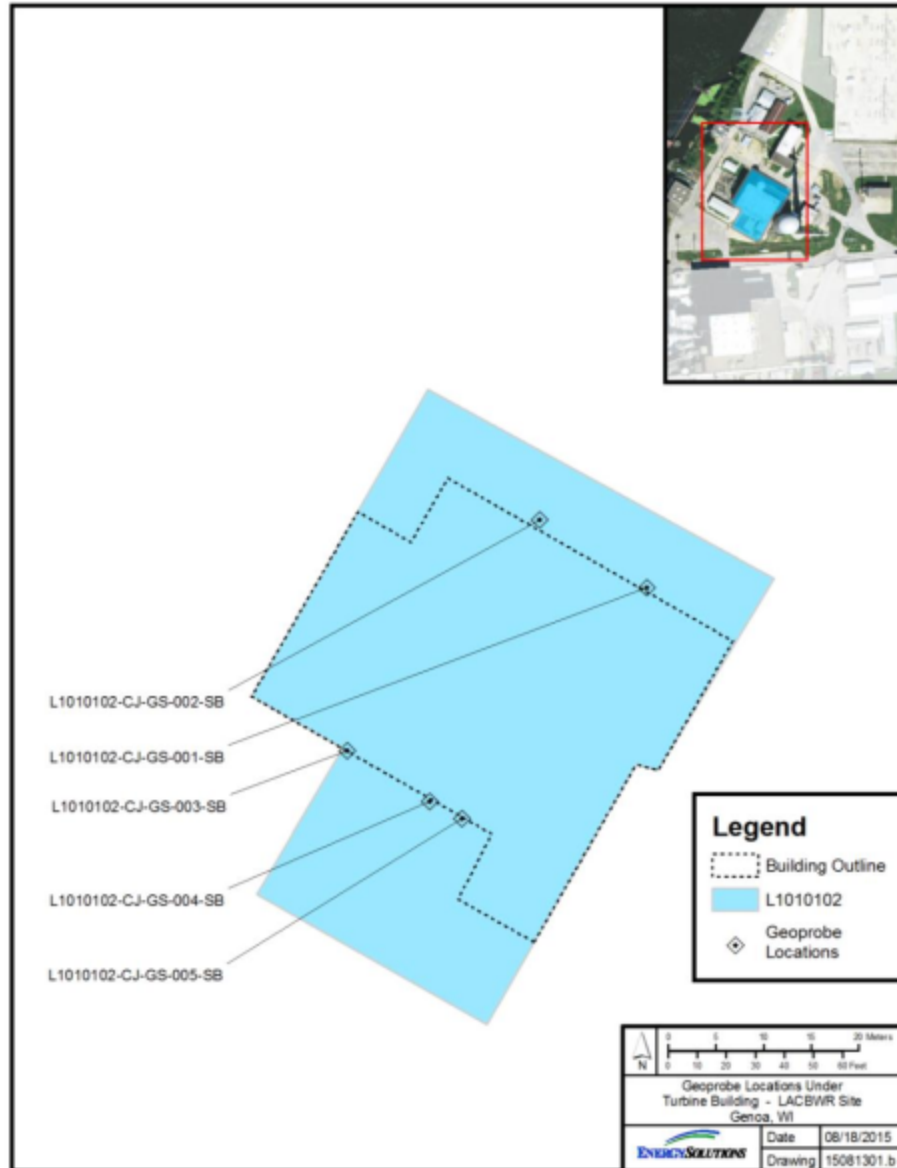 L1010102-CJ-GS-002-SB
L1010102-CJ-GS-001-SB
L1010102-CJ-GS-003-SB
L1010102-CJ-GS-004-SB
L1010102-CJ-GS-005-SB
Legend
Building Outline
L1010102
Geoprobe
Locations
N
0 5 10 15 20 Meters
0 10 20 30 40 50 60 Feet
Geoprobe Locations Under
Turbine Building - LACBWR Site
Genoa, WI
ENERGYSOLUTIONS
Date 08/18/2015
Drawing 15081301.b